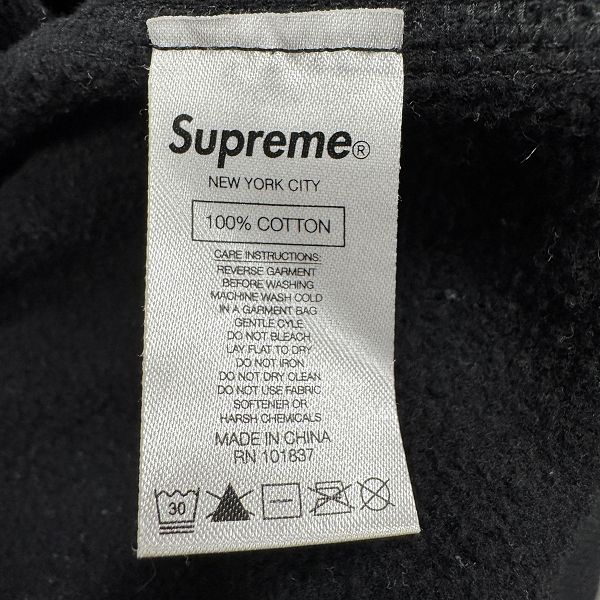 Supreme®
NEW YORK CITY
100% COTTON
CARE INSTRUCTIONS:
REVERSE GARMENT
BEFORE WASHING
MACHINE WASH COLD
IN A GARMENT BAG
GENTLE CYLE
DO NOT BLEACH
LAY FLAT TO DRY
DO NOT IRON
DO NOT DRY CLEAN
DO NOT USE FABRIC
SOFTENER OR
HARSH CHEMICALS
MADE IN CHINA
RN 101837
30